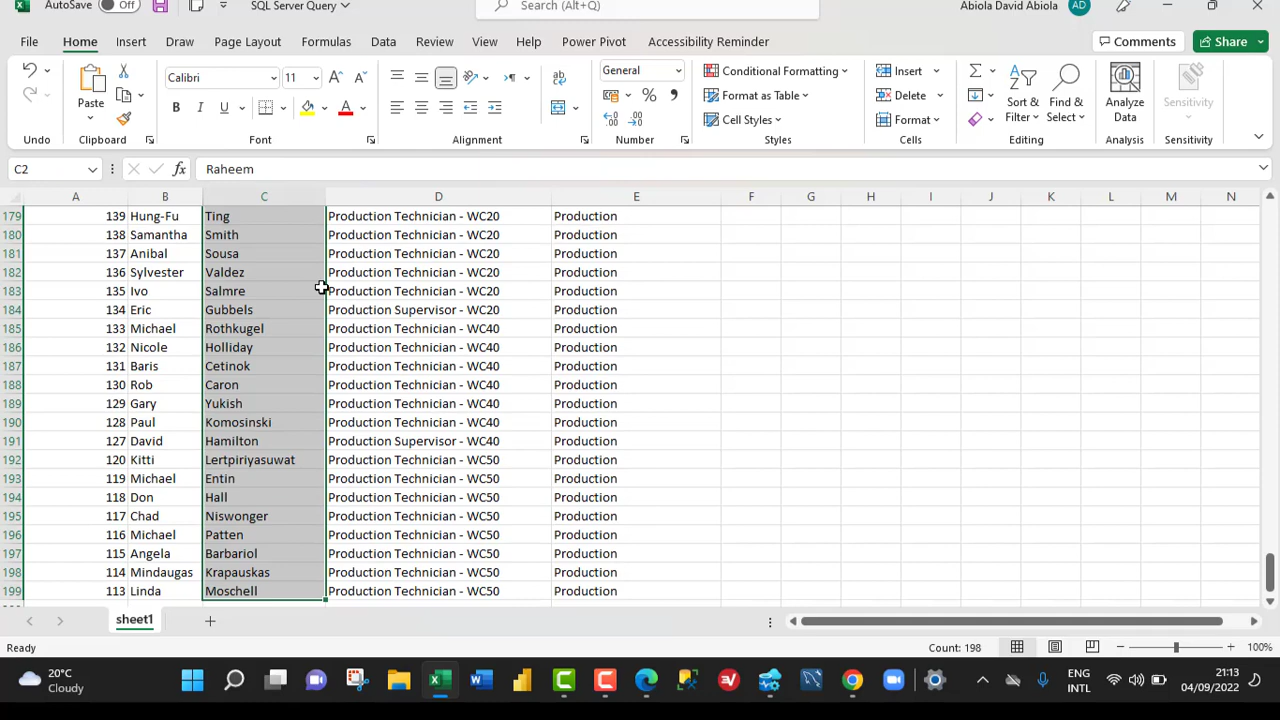 AutoSave Off SQL Server Query Search (Alt+Q) Abiola David Abiola AD
File Home Insert Draw Page Layout Formulas Data Review View Help Power Pivot Accessibility Reminder Comments Share
Calibri 11 A A ab General Conditional Formatting Insert
Paste B I U A % Format as Table Delete Sort & Filter Find & Select Analyze Data Sensitivity
Cell Styles Format
Undo Clipboard Font Alignment Number Styles Cells Editing Analysis Sensitivity
C2 fx Raheem
A B C D E F G H I J K L M N
179 139 Hung-Fu Ting Production Technician - WC20 Production
180 138 Samantha Smith Production Technician - WC20 Production
181 137 Anibal Sousa Production Technician - WC20 Production
182 136 Sylvester Valdez Production Technician - WC20 Production
183 135 Ivo Salmre Production Technician - WC20 Production
184 134 Eric Gubbels Production Supervisor - WC20 Production
185 133 Michael Rothkugel Production Technician - WC40 Production
186 132 Nicole Holliday Production Technician - WC40 Production
187 131 Baris Cetinok Production Technician - WC40 Production
188 130 Rob Caron Production Technician - WC40 Production
189 129 Gary Yukish Production Technician - WC40 Production
190 128 Paul Komosinski Production Technician - WC40 Production
191 127 David Hamilton Production Supervisor - WC40 Production
192 120 Kitti Lertpiriyasuwat Production Technician - WC50 Production
193 119 Michael Entin Production Technician - WC50 Production
194 118 Don Hall Production Technician - WC50 Production
195 117 Chad Niswonger Production Technician - WC50 Production
196 116 Michael Patten Production Technician - WC50 Production
197 115 Angela Barbariol Production Technician - WC50 Production
198 114 Mindaugas Krapauskas Production Technician - WC50 Production
199 113 Linda Moschell Production Technician - WC50 Production
sheet1
Ready Count: 198 100%
20°C ENG 21:13
Cloudy INTL 04/09/2022